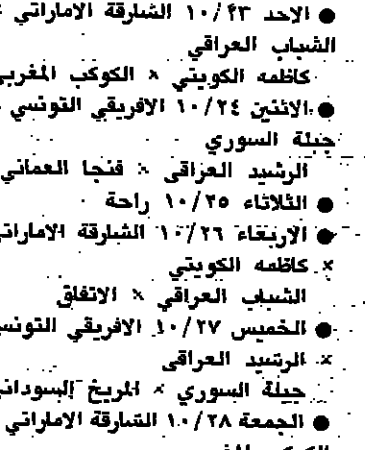 ● الاحد ١٠/٢٣ الشارقة الاماراتي
الشباب العراقي
كاظمه الكويتي × الكوكب المغربي
● الاثنين ١٠/٢٤ الافريقي التونسي
جبلة السوري
الرشيد العراقي × فنجا العماني
● الثلاثاء ١٠/٢٥ راحة
● الاربعاء ١٠/٢٦ الشارقة الاماراتي
× كاظمه الكويتي
الشباب العراقي × الاتفاق
● الخميس ١٠/٢٧ الافريقي التونسي
× الرشيد العراقي
جبلة السوري × المريخ السوداني
● الجمعة ١٠/٢٨ الشارقة الاماراتي